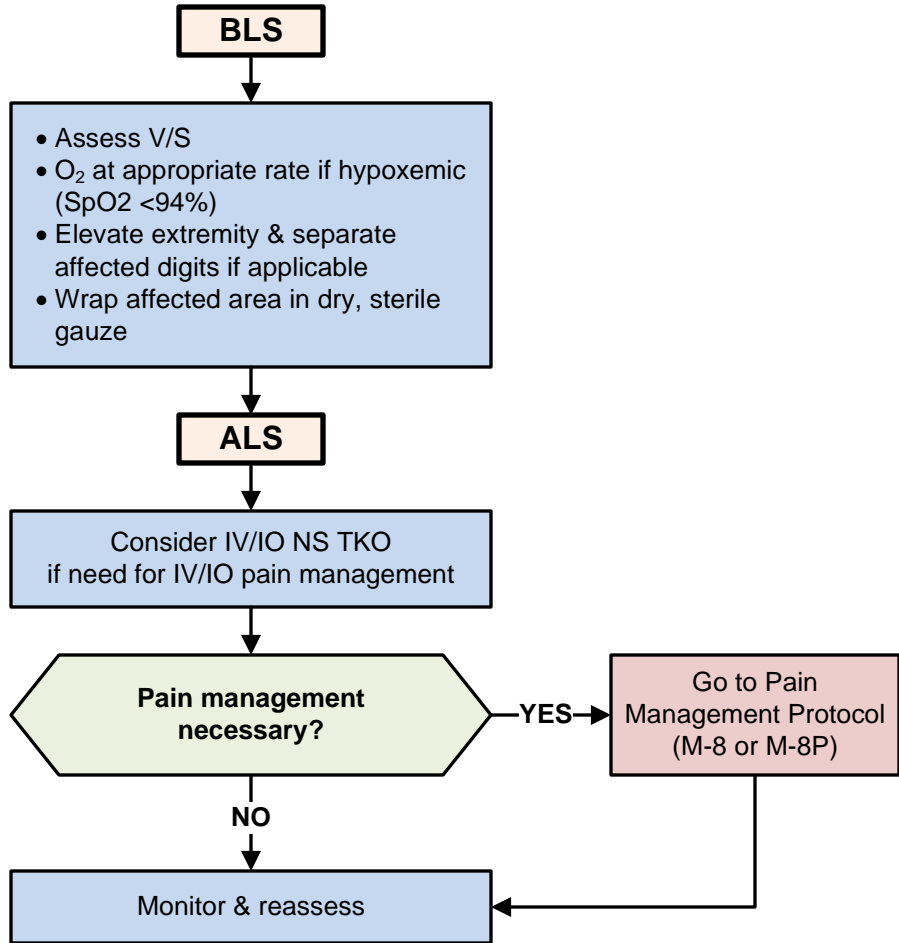 BLS
• Assess V/S
• O₂ at appropriate rate if hypoxemic
(SpO2 <94%)
• Elevate extremity & separate
affected digits if applicable
• Wrap affected area in dry, sterile
gauze
ALS
Consider IV/IO NS TKO
if need for IV/IO pain management
Pain management
necessary?
YES
Go to Pain
Management Protocol
(M-8 or M-8P)
NO
Monitor & reassess